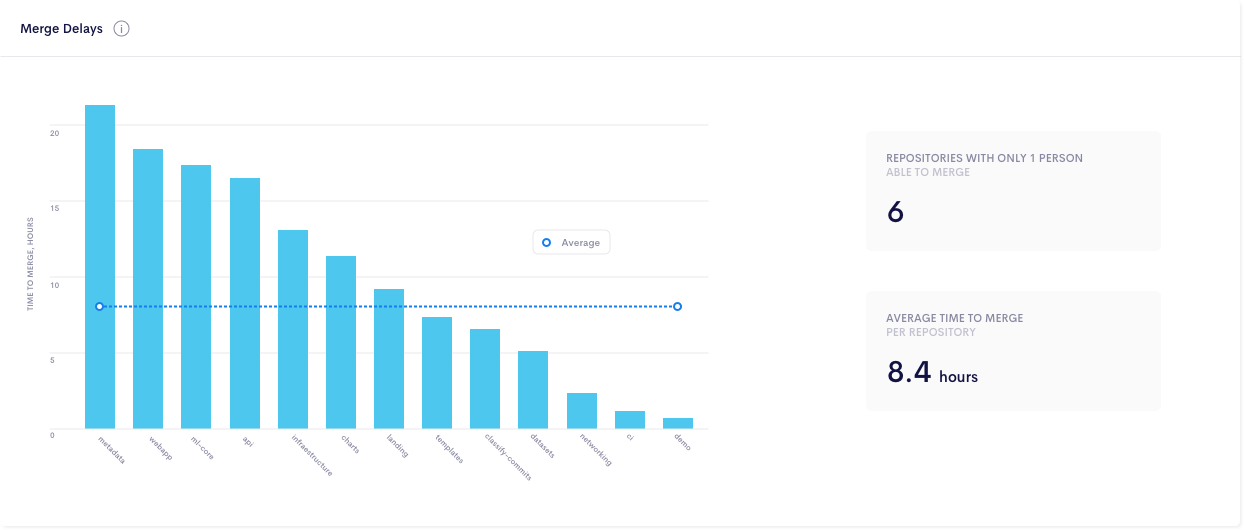 Merge Delays
20
15
10
5
0
TIME TO MERGE, HOURS
Average
metadata
webapp
ml-core
api
infraestructure
charts
landing
templates
classify-commits
datasets
networking
ci
demo
REPOSITORIES WITH ONLY 1 PERSON
ABLE TO MERGE
6
AVERAGE TIME TO MERGE
PER REPOSITORY
8.4 hours